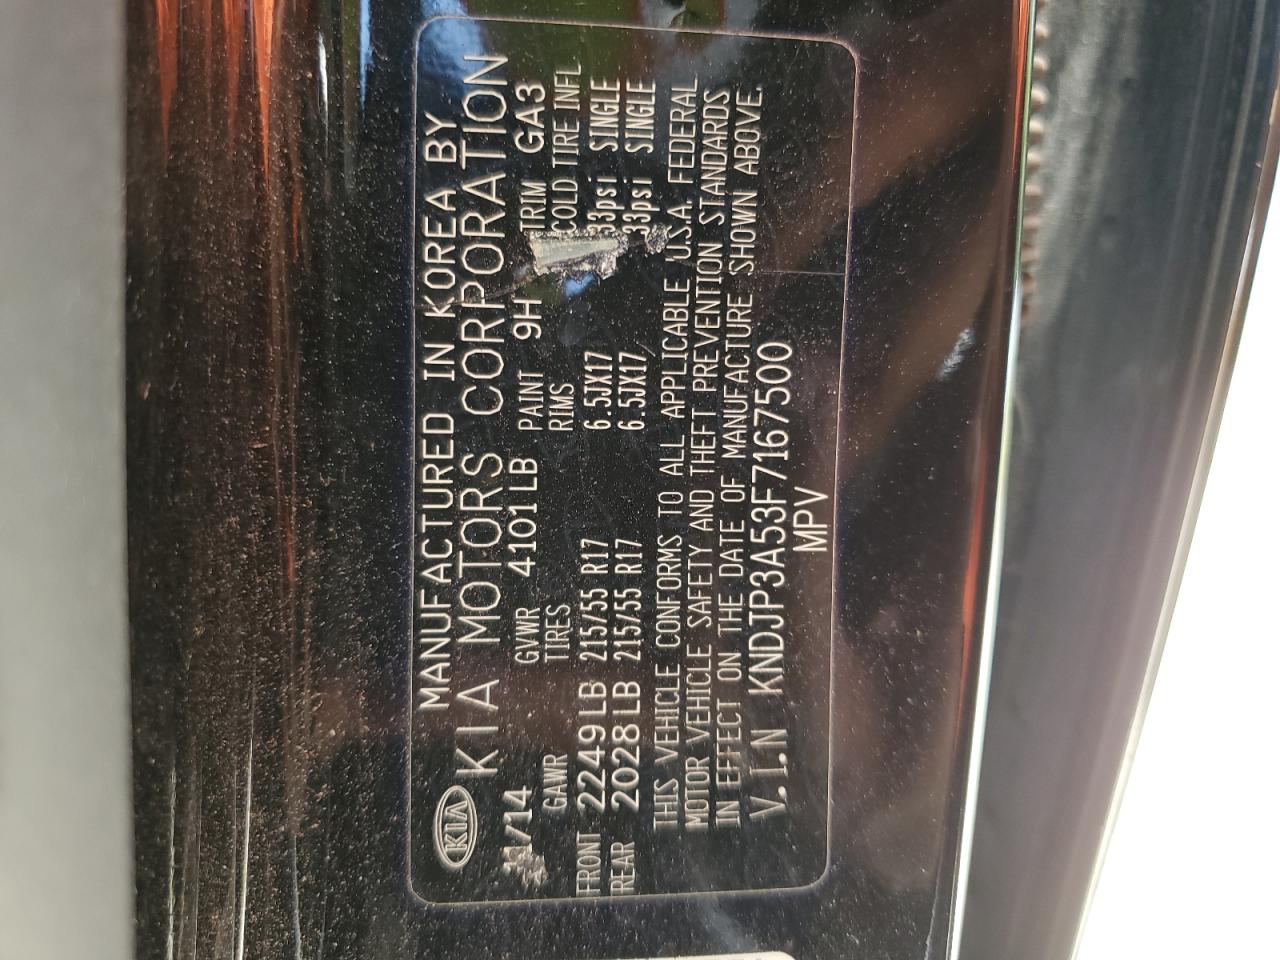 KIA MANUFACTURED IN KOREA BY
KIA MOTORS CORPORATION
/14 GVWR 4101LB PAINT 9H TRIM GA3
GAWR TIRES RIMS COLD TIRE INFL
FRONT 2249LB 215/55 R17 6.5JX17 33psi SINGLE
REAR 2028LB 215/55 R17 6.5JX17 33psi SINGLE
THIS VEHICLE CONFORMS TO ALL APPLICABLE U.S.A. FEDERAL
MOTOR VEHICLE SAFETY AND THEFT PREVENTION STANDARDS
IN EFFECT ON THE DATE OF MANUFACTURE SHOWN ABOVE.
V.I.N KNDJP3A53F7167500
MPV